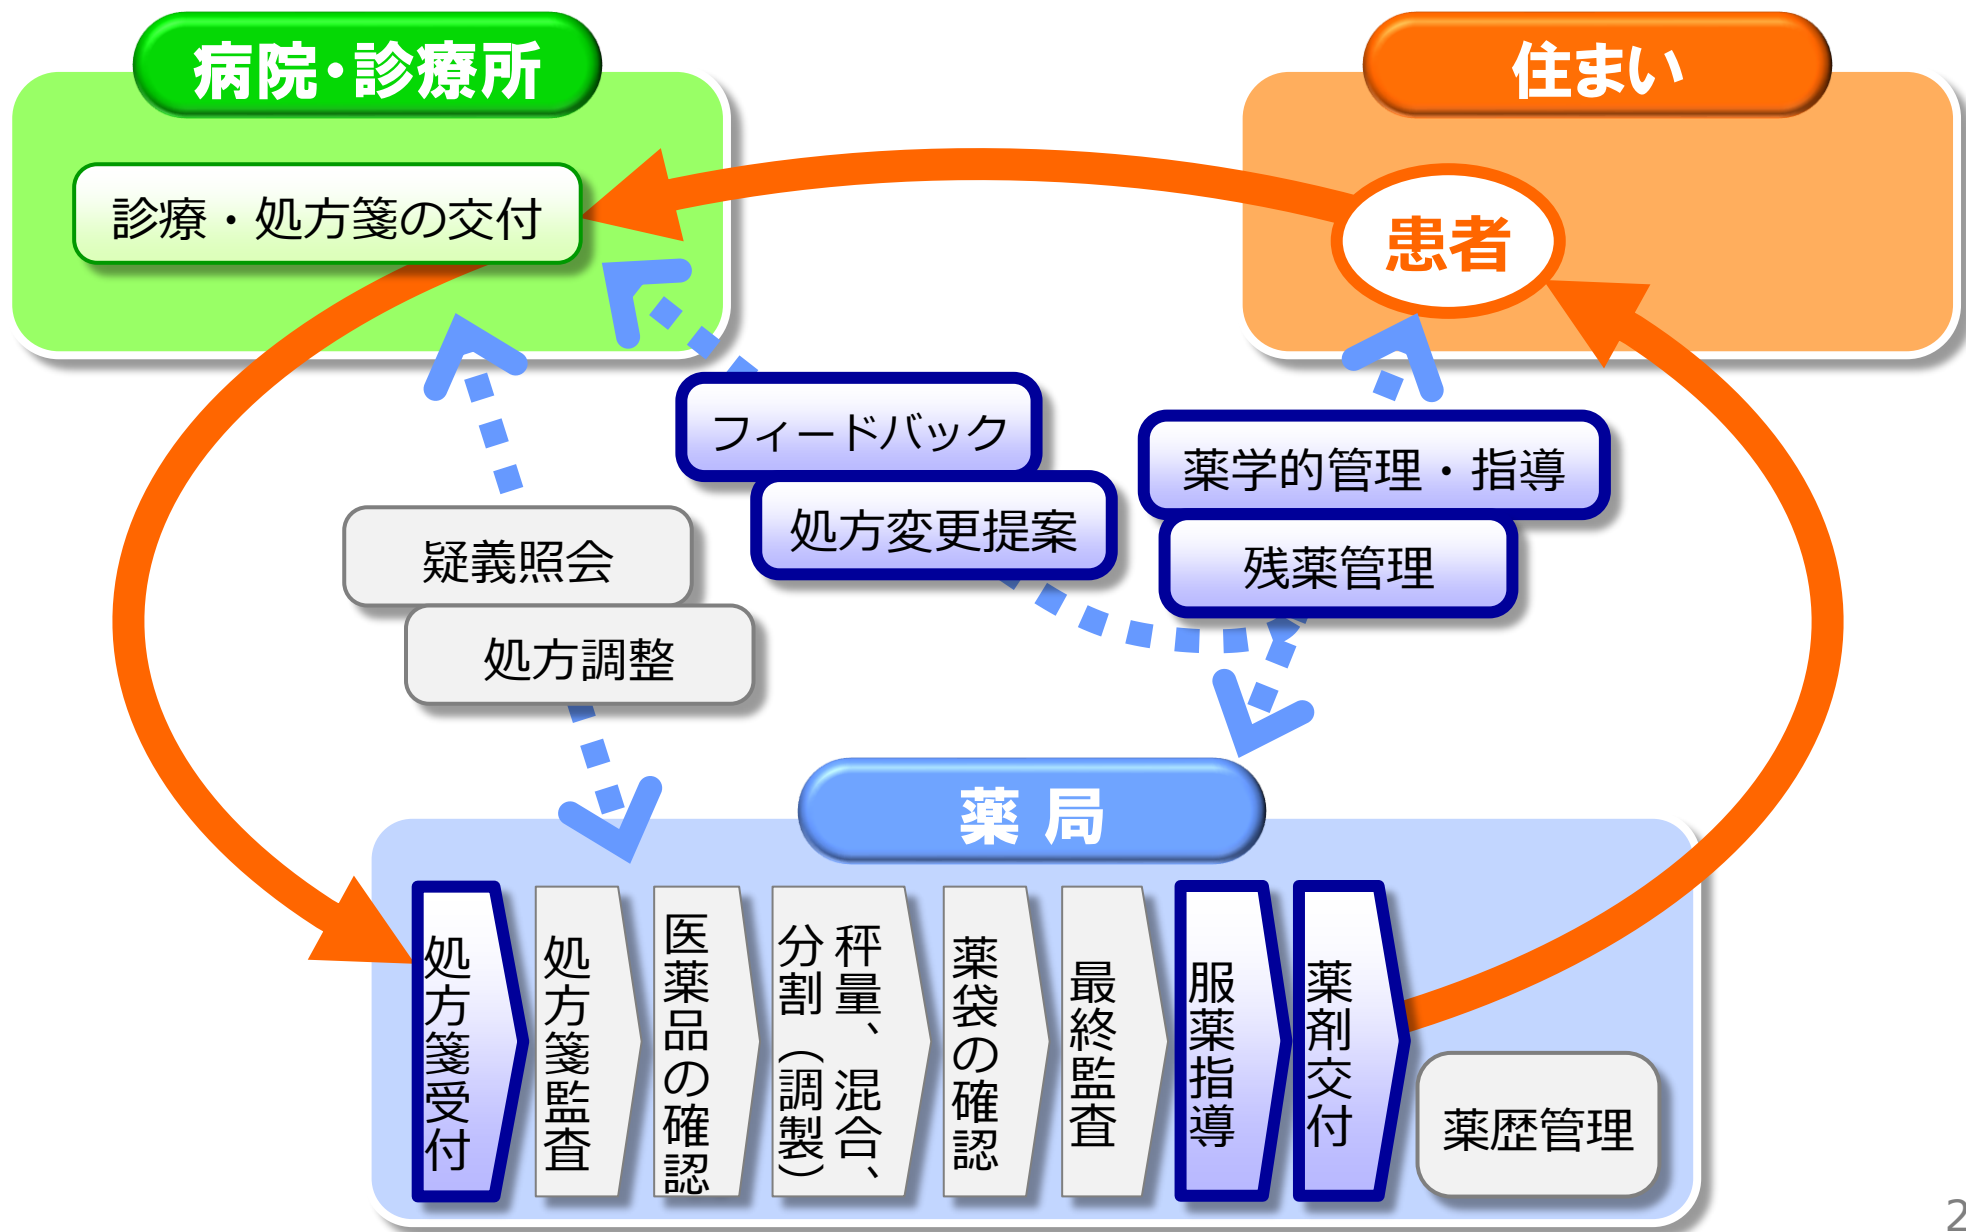 病院・診療所
住まい
診療・処方箋の交付
患者
フィードバック
処方変更提案
薬学的管理・指導
残薬管理
疑義照会
処方調整
薬 局
処方箋受付
処方箋監査
医薬品の確認
秤量、混合、
分割（調製）
薬袋の確認
最終監査
服薬指導
薬剤交付
薬歴管理
2